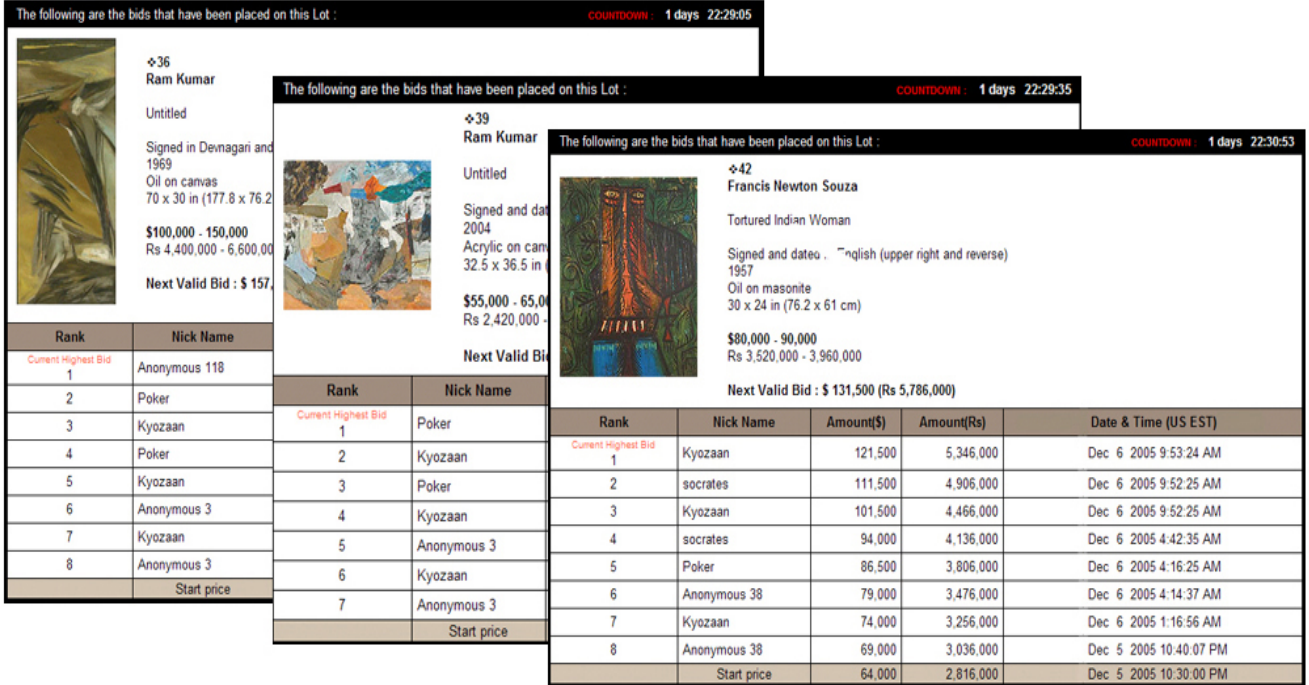 The following are the bids that have been placed on this Lot : COUNTDOWN : 1 days 22:29:05
❖36
Ram Kumar
Untitled
Signed in Devnagari and
1969
Oil on canvas
70 x 30 in (177.8 x 76.2
$100,000 - 150,000
Rs 4,400,000 - 6,600,00
Next Valid Bid : $ 157,
Rank Nick Name
Current Highest Bid
1 Anonymous 118
2 Poker
3 Kyozaan
4 Poker
5 Kyozaan
6 Anonymous 3
7 Kyozaan
8 Anonymous 3
Start price
The following are the bids that have been placed on this Lot : COUNTDOWN : 1 days 22:29:35
❖39
Ram Kumar
Untitled
Signed and dat
2004
Acrylic on can
32.5 x 36.5 in (
$55,000 - 65,0
Rs 2,420,000 -
Next Valid Bi
Rank Nick Name
Current Highest Bid
1 Poker
2 Kyozaan
3 Poker
4 Kyozaan
5 Anonymous 3
6 Kyozaan
7 Anonymous 3
Start price
The following are the bids that have been placed on this Lot : COUNTDOWN : 1 days 22:30:53
❖42
Francis Newton Souza
Tortured Indian Woman
Signed and dated English (upper right and reverse)
1957
Oil on masonite
30 x 24 in (76.2 x 61 cm)
$80,000 - 90,000
Rs 3,520,000 - 3,960,000
Next Valid Bid : $ 131,500 (Rs 5,786,000)
Rank Nick Name Amount($) Amount(Rs) Date & Time (US EST)
Current Highest Bid
1 Kyozaan 121,500 5,346,000 Dec 6 2005 9:53:24 AM
2 socrates 111,500 4,906,000 Dec 6 2005 9:52:25 AM
3 Kyozaan 101,500 4,466,000 Dec 6 2005 9:52:25 AM
4 socrates 94,000 4,136,000 Dec 6 2005 4:42:35 AM
5 Poker 86,500 3,806,000 Dec 6 2005 4:16:25 AM
6 Anonymous 38 79,000 3,476,000 Dec 6 2005 4:14:37 AM
7 Kyozaan 74,000 3,256,000 Dec 6 2005 1:16:56 AM
8 Anonymous 38 69,000 3,036,000 Dec 5 2005 10:40:07 PM
Start price 64,000 2,816,000 Dec 5 2005 10:30:00 PM